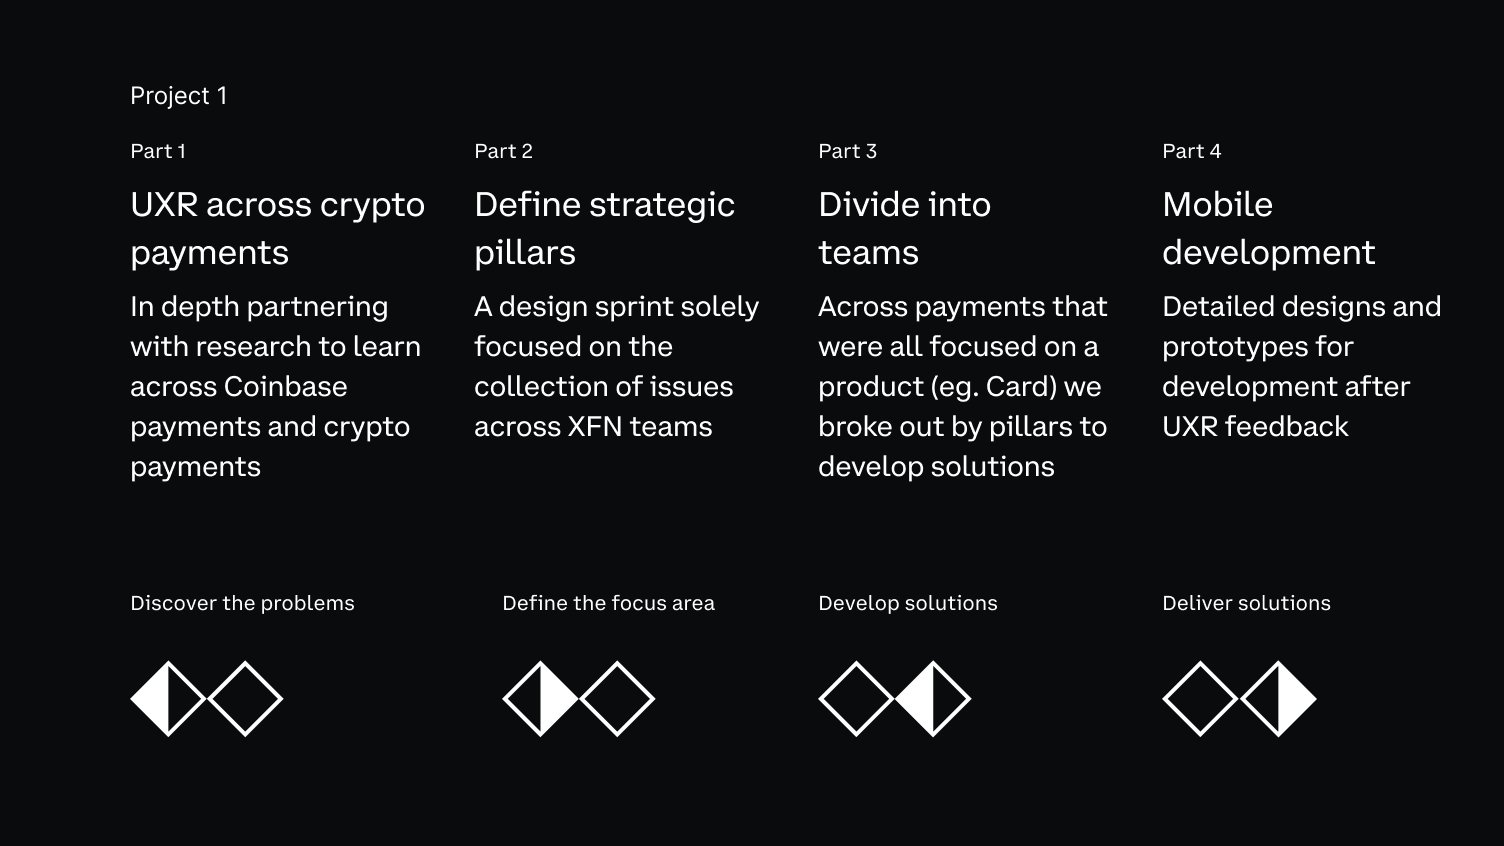 Project 1
Part 1
UXR across crypto
payments
In depth partnering
with research to learn
across Coinbase
payments and crypto
payments
Part 2
Define strategic
pillars
A design sprint solely
focused on the
collection of issues
across XFN teams
Part 3
Divide into
teams
Across payments that
were all focused on a
product (eg. Card) we
broke out by pillars to
develop solutions
Part 4
Mobile
development
Detailed designs and
prototypes for
development after
UXR feedback
Discover the problems
Define the focus area
Develop solutions
Deliver solutions